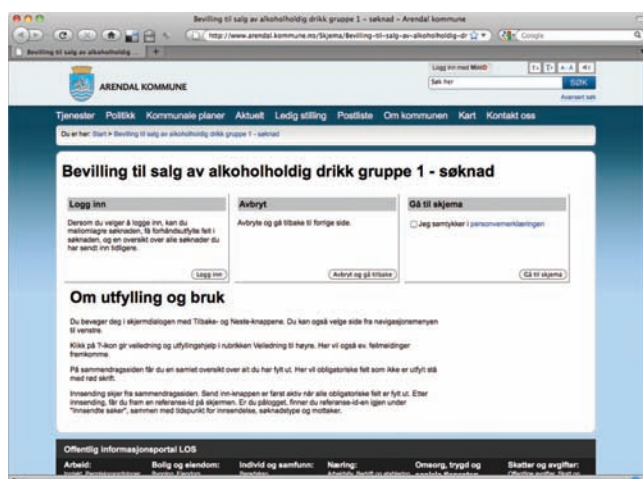 Bevilling til salg av alkoholholdig drikk gruppe 1 – søknad – Arendal kommune
http://www.arendal.kommune.no/Skjema/Bevilling-til-salg-av-alkoholholdig-dr
Google
Bevilling til salg av alkoholholdig ...
Logg inn med MinID
ARENDAL KOMMUNE
Søk her
SØK
Avansert søk
Tjenester Politikk Kommunale planer Aktuelt Ledig stilling Postliste Om kommunen Kart Kontakt oss
Du er her: Start > Bevilling til salg av alkoholholdig drikk gruppe 1 - søknad
Bevilling til salg av alkoholholdig drikk gruppe 1 - søknad
Logg inn
Dersom du velger å logge inn, kan du
mellomlagre søknaden, få forhåndsutfylte felt i
søknaden, og en oversikt over alle søknader du
har sendt inn tidligere.
Logg inn
Avbryt
Avbryte og gå tilbake til forrige side.
Avbryt og gå tilbake
Gå til skjema
Jeg samtykker i personvernerklæringen
Gå til skjema
Om utfylling og bruk
Du beveger deg i skjermdialogen med Tilbake- og Neste-knappene. Du kan også velge side fra navigasjonsmenyen
til venstre.
Klikk på ?-ikon gir veiledning og utfyllingshjelp i rubrikken Veiledning til høyre. Her vil også ev. feilmeldinger
fremkomme.
På sammendragssiden får du en samlet oversikt over alt du har fylt ut. Her vil obligatoriske felt som ikke er utfylt stå
med rød skrift.
Innsending skjer fra sammendragssiden. Send inn-knappen er først aktiv når alle obligatoriske felt er fylt ut. Etter
innsending, får du fram en referanse-id på skjermen. Er du pålogget, finner du referanse-id-en igjen under
"Innsendte saker", sammen med tidspunkt for innsendelse, søknadstype og mottaker.
Offentlig informasjonsportal LOS
Arbeid: Bolig og eiendom: Individ og samfunn: Næring: Omsorg, trygd og Skatter og avgifter: